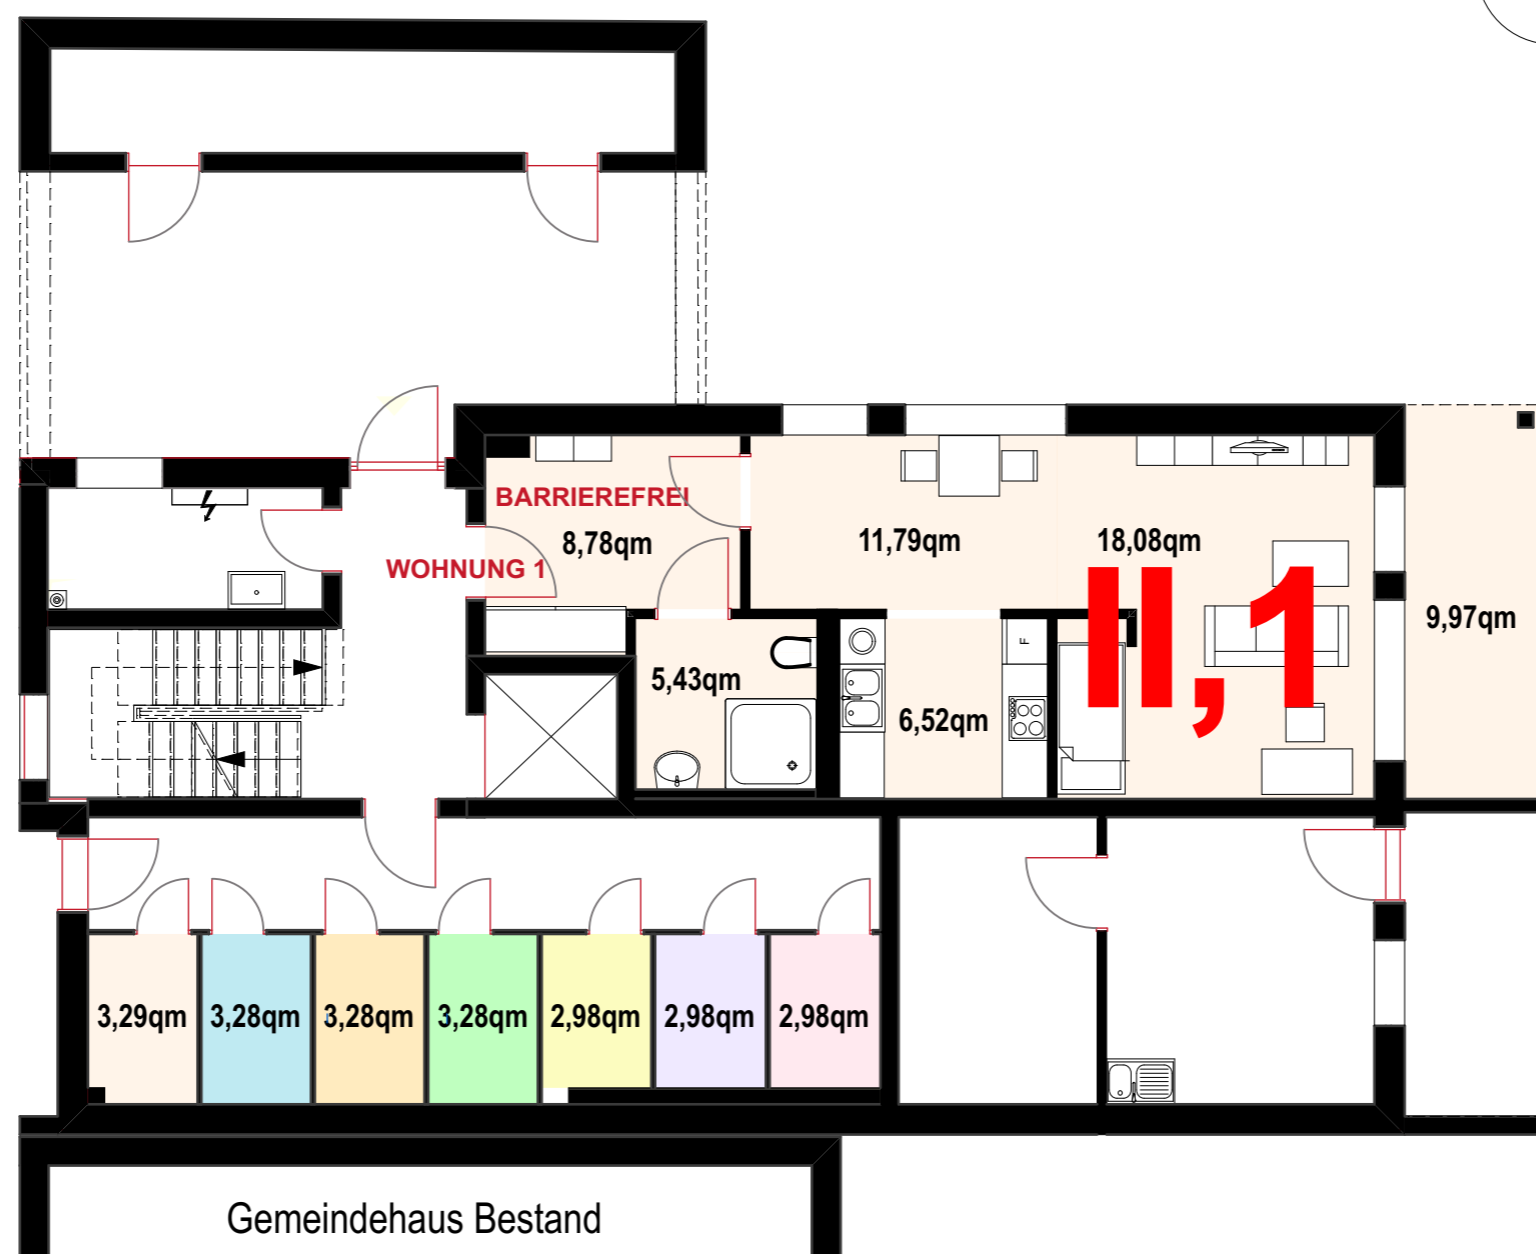 BARRIEREFREI
8,78qm
WOHNUNG 1
11,79qm
18,08qm
II,1
9,97qm
5,43qm
6,52qm
F
3,29qm
3,28qm
3,28qm
3,28qm
2,98qm
2,98qm
2,98qm
Gemeindehaus Bestand